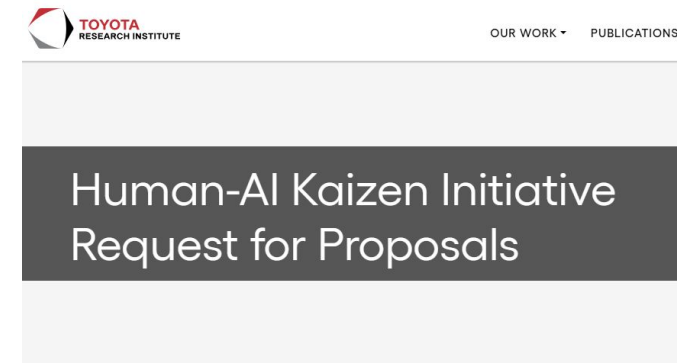 TOYOTA
RESEARCH INSTITUTE
OUR WORK
PUBLICATIONS
Human-AI Kaizen Initiative
Request for Proposals